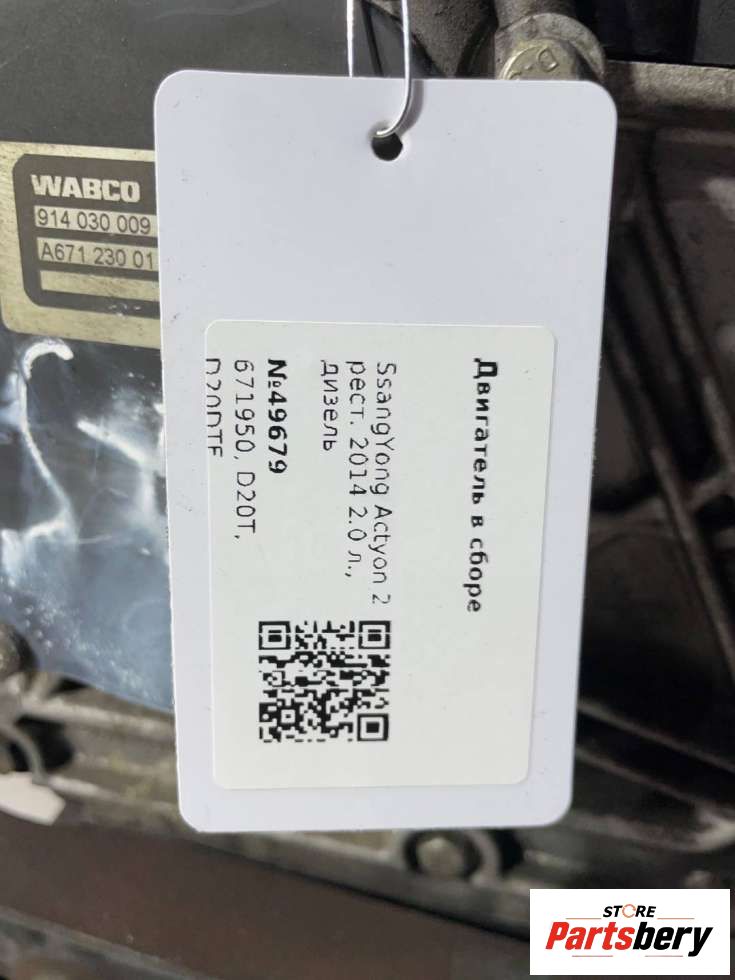 WABCO
914 030 009
A671 230 01
Двигатель в сборе
SsangYong Actyon 2
рест. 2014 2.0 л.,
дизель
№49679
671950, D20T,
D20DTF
STORE
Partsbery